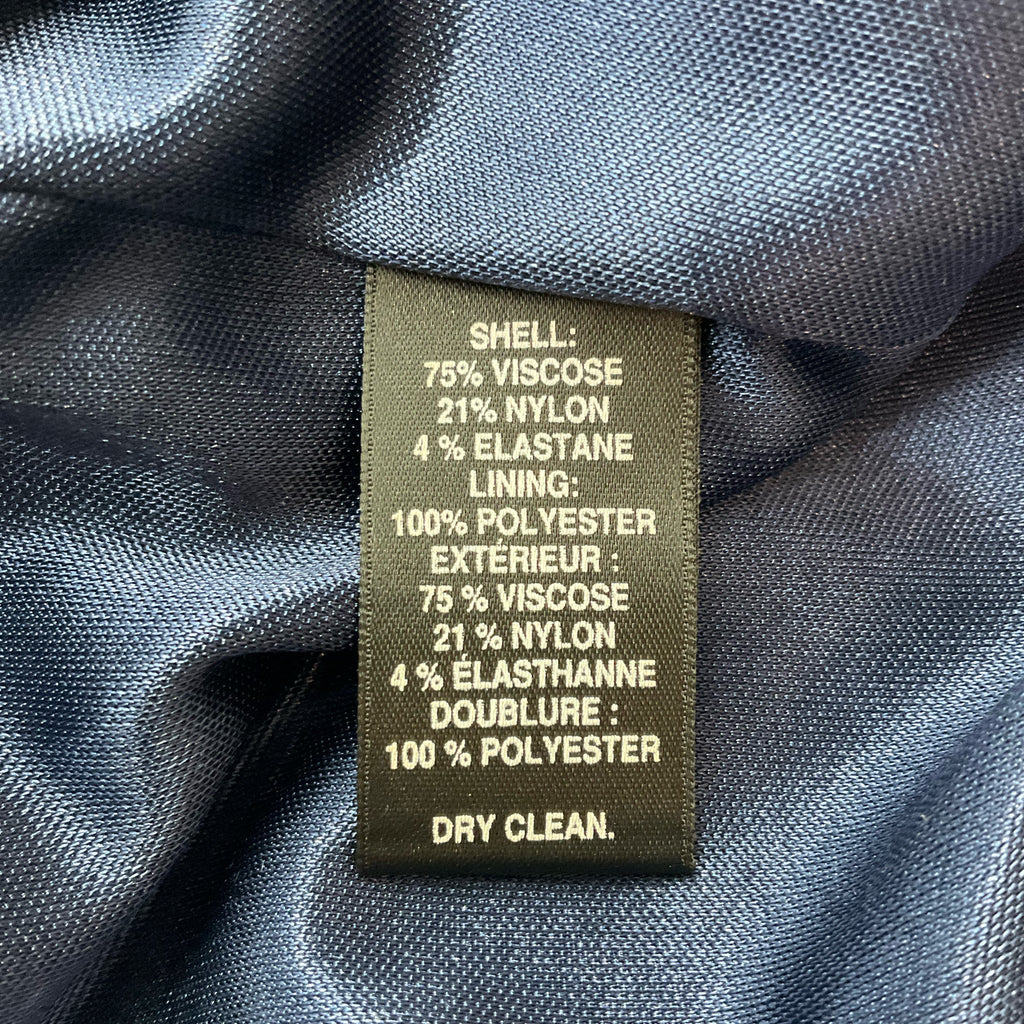 SHELL:
75% VISCOSE
21% NYLON
4 % ELASTANE
LINING:
100% POLYESTER
EXTÉRIEUR :
75 % VISCOSE
21 % NYLON
4 % ÉLASTHANNE
DOUBLURE :
100 % POLYESTER
DRY CLEAN.